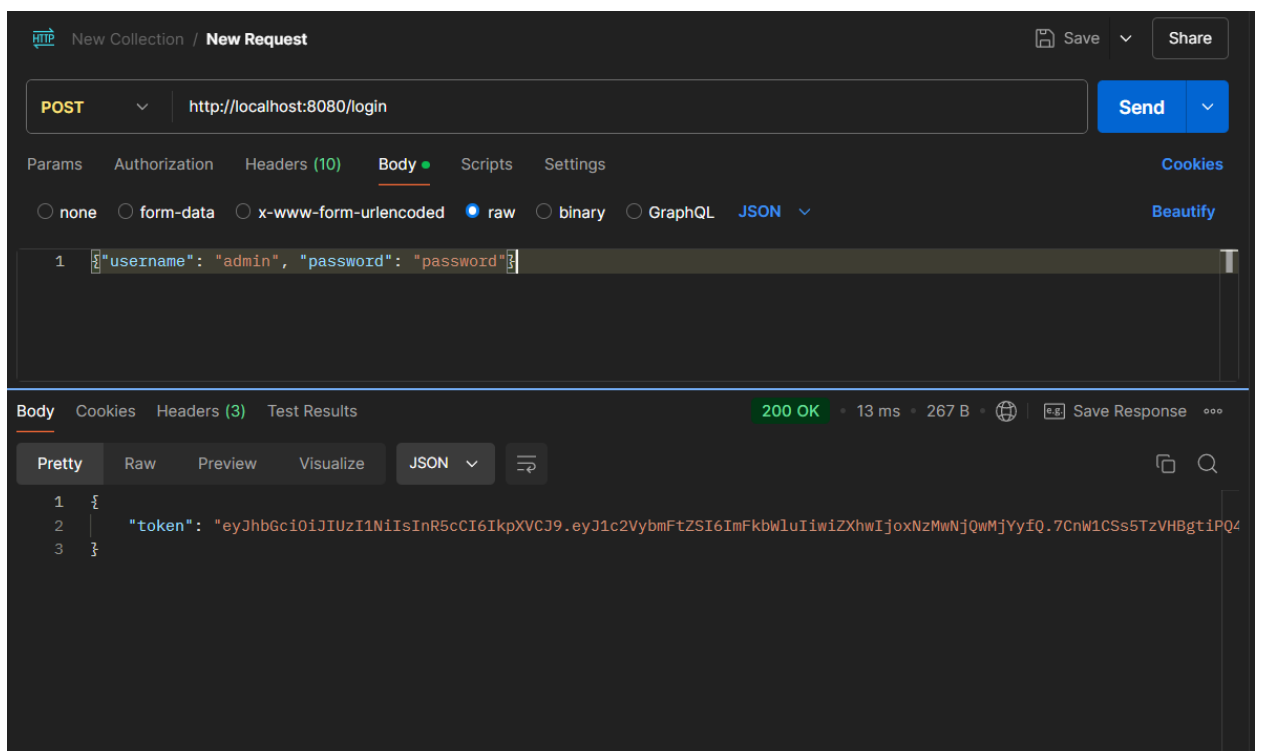 HTTP New Collection / New Request Save Share
POST http://localhost:8080/login Send
Params Authorization Headers (10) Body Scripts Settings Cookies
none form-data x-www-form-urlencoded raw binary GraphQL JSON Beautify
1 {"username": "admin", "password": "password"}
Body Cookies Headers (3) Test Results 200 OK • 13 ms • 267 B • e.g. Save Response
Pretty Raw Preview Visualize JSON
1 {
2 "token": "eyJhbGciOiJIUzI1NiIsInR5cCI6IkpXVCJ9.eyJ1c2VybmFtZSI6ImFkbWluIiwiZXhwIjoxNzMwNjQwMjYyfQ.7CnW1CSs5TzVHBgtiPQ4
3 }